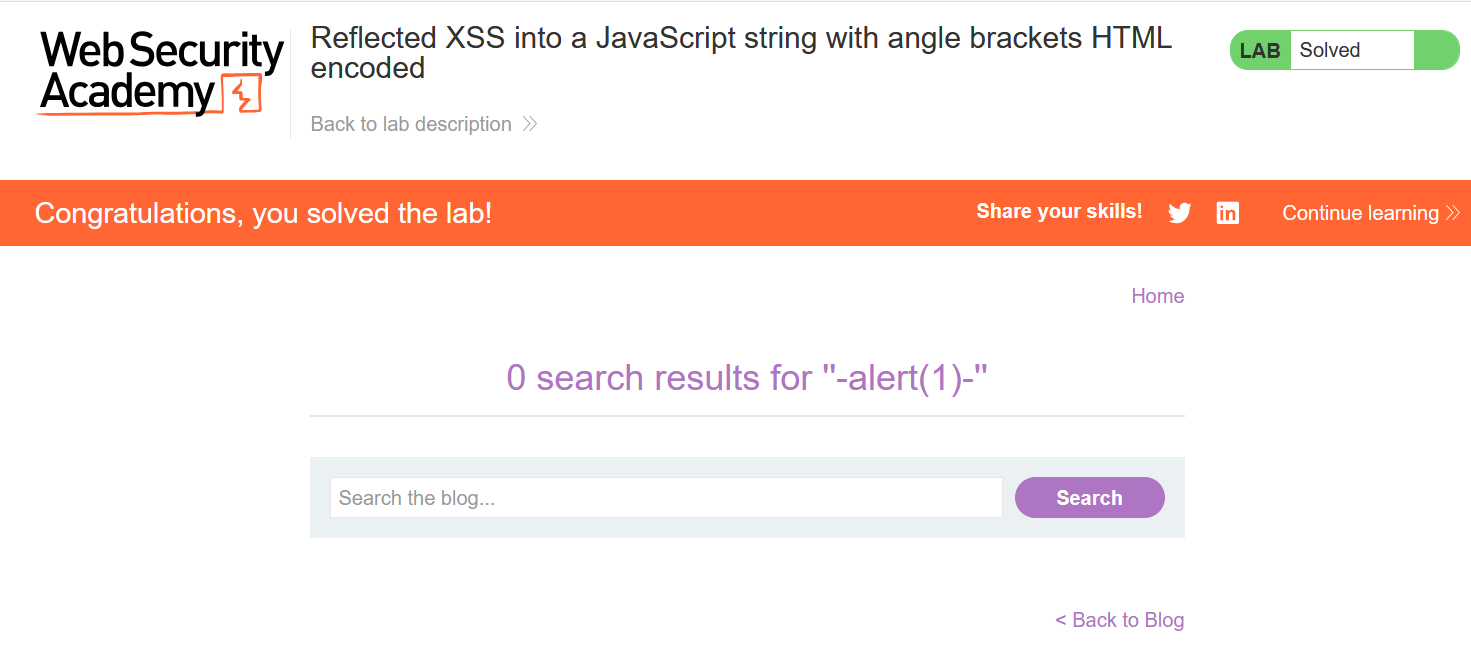 Web Security
Academy
Reflected XSS into a JavaScript string with angle brackets HTML
encoded
Back to lab description
LAB Solved
Congratulations, you solved the lab!
Share your skills!
in
Continue learning
Home
0 search results for ''-alert(1)-''
Search the blog...
Search
< Back to Blog